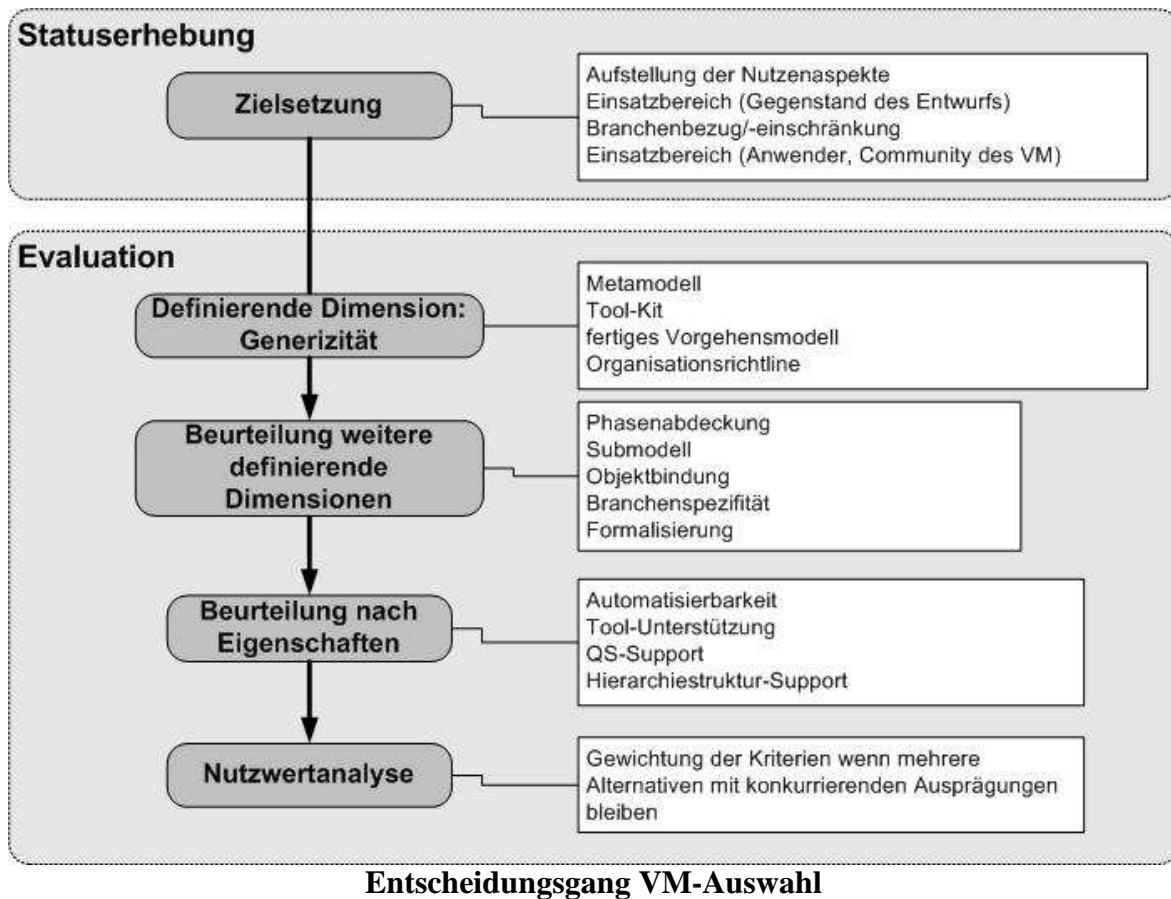 Statuserhebung
Zielsetzung
Aufstellung der Nutzenaspekte
Einsatzbereich (Gegenstand des Entwurfs)
Branchenbezug/-einschränkung
Einsatzbereich (Anwender, Community des VM)
Evaluation
Definierende Dimension:
Generizität
Metamodell
Tool-Kit
fertiges Vorgehensmodell
Organisationsrichtline
Beurteilung weitere
definierende
Dimensionen
Phasenabdeckung
Submodell
Objektbindung
Branchenspezifität
Formalisierung
Beurteilung nach
Eigenschaften
Automatisierbarkeit
Tool-Unterstützung
QS-Support
Hierarchiestruktur-Support
Nutzwertanalyse
Gewichtung der Kriterien wenn mehrere
Alternativen mit konkurrierenden Ausprägungen
bleiben
Entscheidungsgang VM-Auswahl